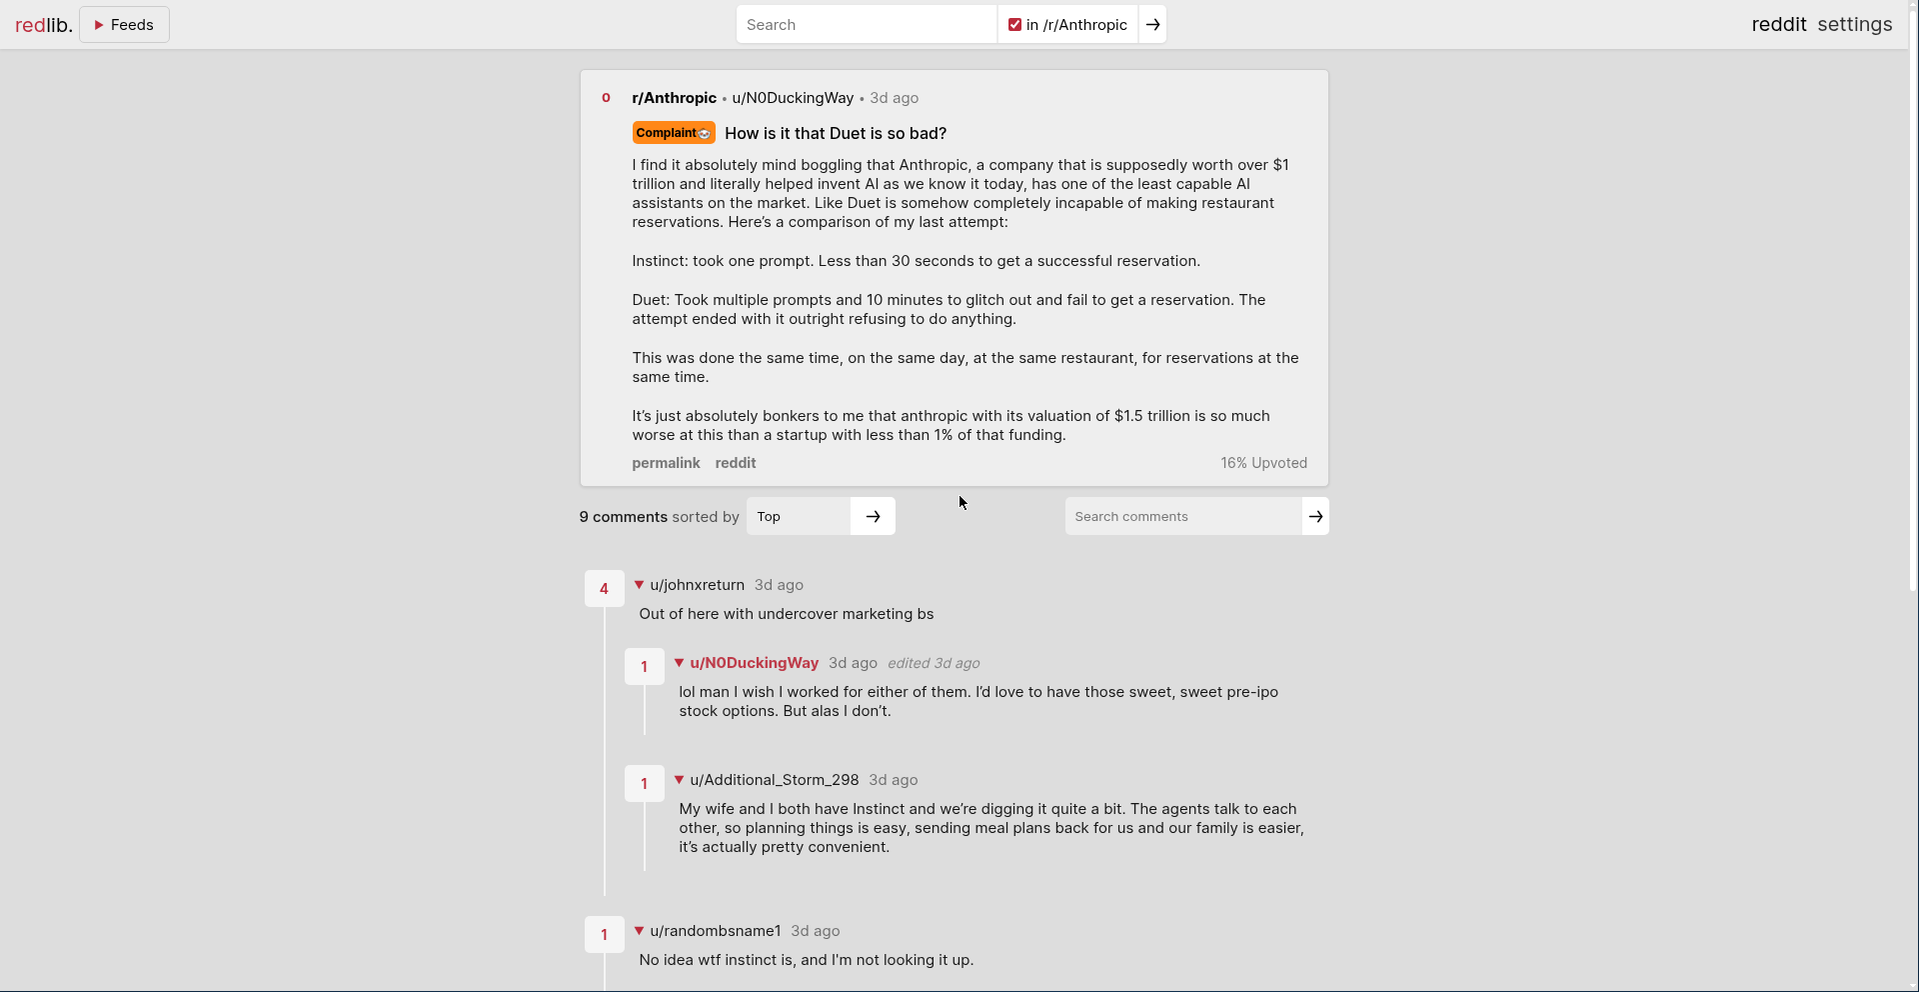 redlib. ▶ Feeds
Search
in /r/Anthropic →
reddit settings
0
r/Anthropic • u/N0DuckingWay • 3d ago
Complaint How is it that Duet is so bad?
I find it absolutely mind boggling that Anthropic, a company that is supposedly worth over $1
trillion and literally helped invent AI as we know it today, has one of the least capable AI
assistants on the market. Like Duet is somehow completely incapable of making restaurant
reservations. Here’s a comparison of my last attempt:
Instinct: took one prompt. Less than 30 seconds to get a successful reservation.
Duet: Took multiple prompts and 10 minutes to glitch out and fail to get a reservation. The
attempt ended with it outright refusing to do anything.
This was done the same time, on the same day, at the same restaurant, for reservations at the
same time.
It’s just absolutely bonkers to me that anthropic with its valuation of $1.5 trillion is so much
worse at this than a startup with less than 1% of that funding.
permalink reddit
16% Upvoted
9 comments sorted by Top →
Search comments →
4
u/johnxreturn 3d ago
Out of here with undercover marketing bs
1
u/N0DuckingWay 3d ago edited 3d ago
lol man I wish I worked for either of them. I’d love to have those sweet, sweet pre-ipo
stock options. But alas I don’t.
1
u/Additional_Storm_298 3d ago
My wife and I both have Instinct and we’re digging it quite a bit. The agents talk to each
other, so planning things is easy, sending meal plans back for us and our family is easier,
it’s actually pretty convenient.
1
u/randombsname1 3d ago
No idea wtf instinct is, and I'm not looking it up.